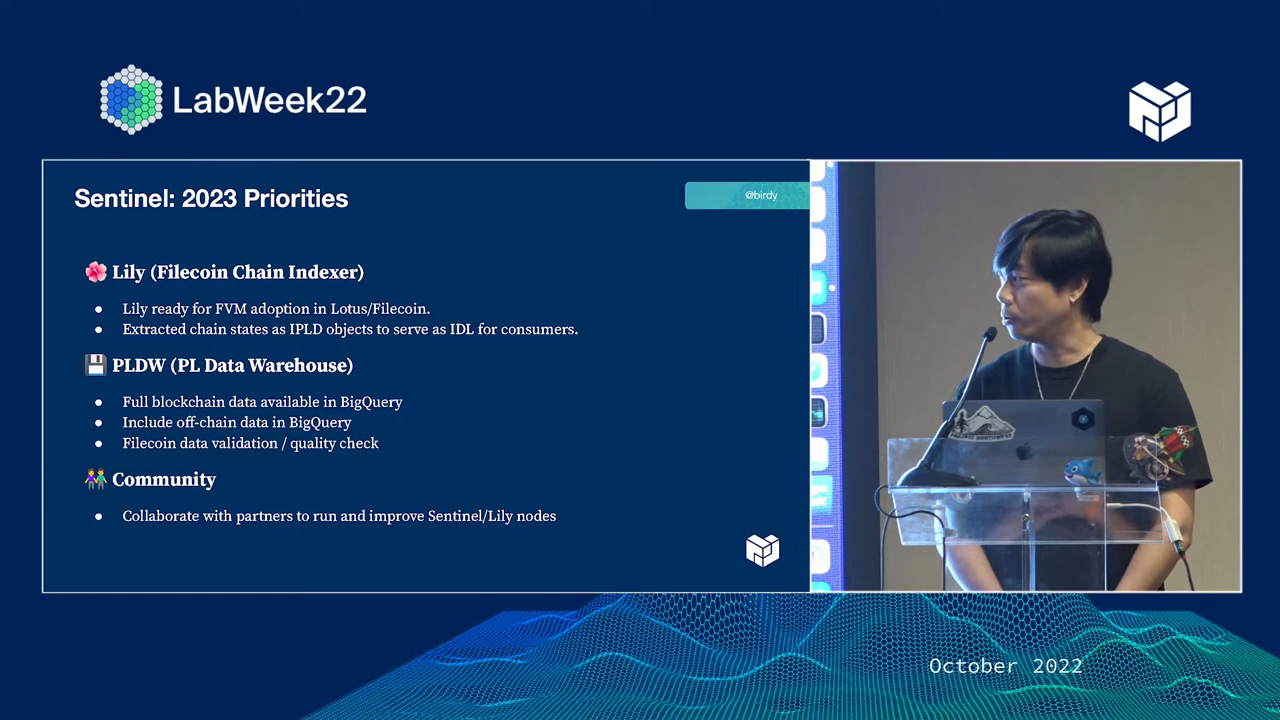 LabWeek22
Sentinel: 2023 Priorities
@birdy
🌺 Lily (Filecoin Chain Indexer)
● Lily ready for FVM adoption in Lotus/Filecoin.
● Extracted chain states as IPLD objects to serve as IDL for consumers.
💾 PLDW (PL Data Warehouse)
● Full blockchain data available in BigQuery
● Include off-chain data in BigQuery
● Filecoin data validation / quality check
👫 Community
● Collaborate with partners to run and improve Sentinel/Lily nodes
PACIFIC NORTHWEST
October 2022